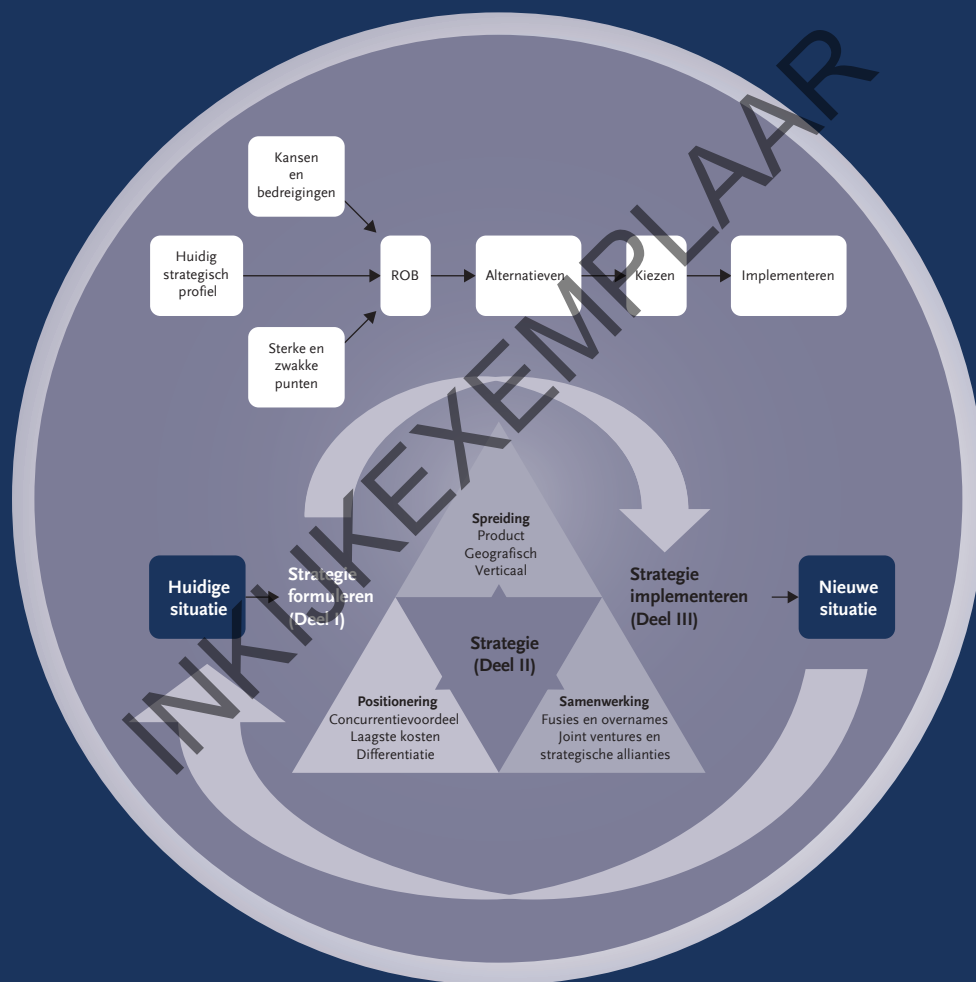 Kansen
en
bedreigingen
Huidig
strategisch
profiel
ROB
Alternatieven
Kiezen
Implementeren
Sterke en
zwakke
punten
Spreiding
Product
Geografisch
Verticaal
Huidige
situatie
Strategie
formuleren
(Deel I)
Strategie
(Deel II)
Strategie
implementeren
(Deel III)
Nieuwe
situatie
Positionering
Concurrentievoordeel
Laagste kosten
Differentiatie
Samenwerking
Fusies en overnames
Joint ventures en
strategische allianties
INKIJKEXEMPLAAR